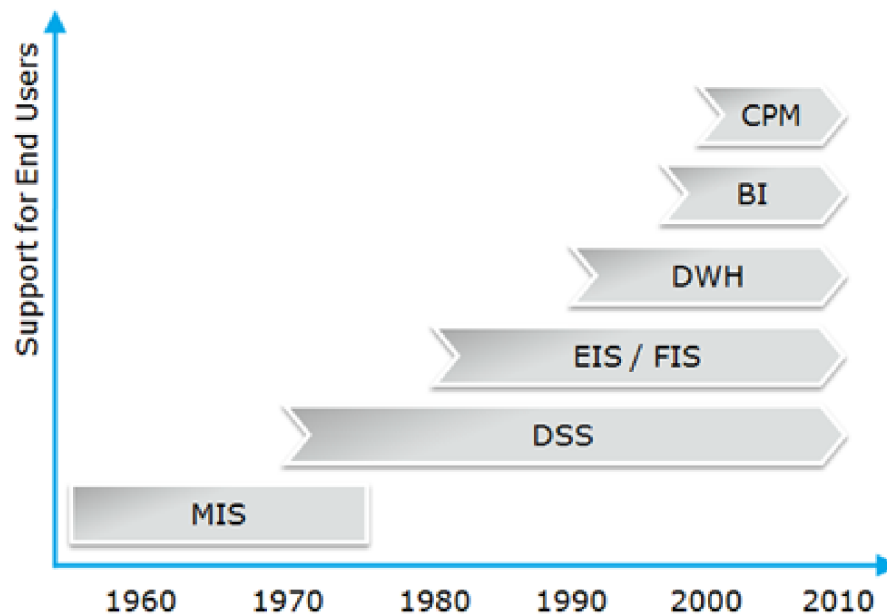 Support for End Users
CPM
BI
DWH
EIS / FIS
DSS
MIS
1960 1970 1980 1990 2000 2010